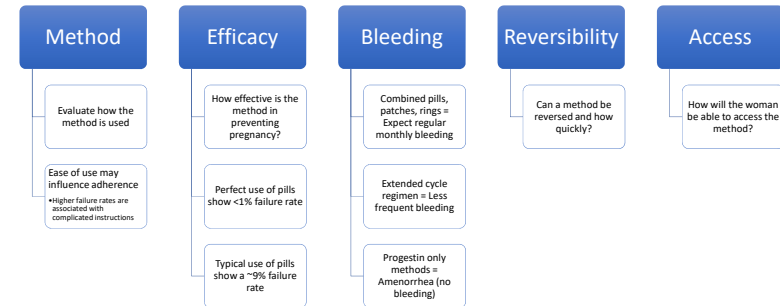 Method
Evaluate how the
method is used
Ease of use may
influence adherence
•Higher failure rates are
associated with
complicated instructions
Efficacy
How effective is the
method in
preventing
pregnancy?
Perfect use of pills
show <1% failure rate
Typical use of pills
show a ~9% failure
rate
Bleeding
Combined pills,
patches, rings =
Expect regular
monthly bleeding
Extended cycle
regimen = Less
frequent bleeding
Progestin only
methods =
Amenorrhea (no
bleeding)
Reversibility
Can a method be
reversed and how
quickly?
Access
How will the woman
be able to access the
method?